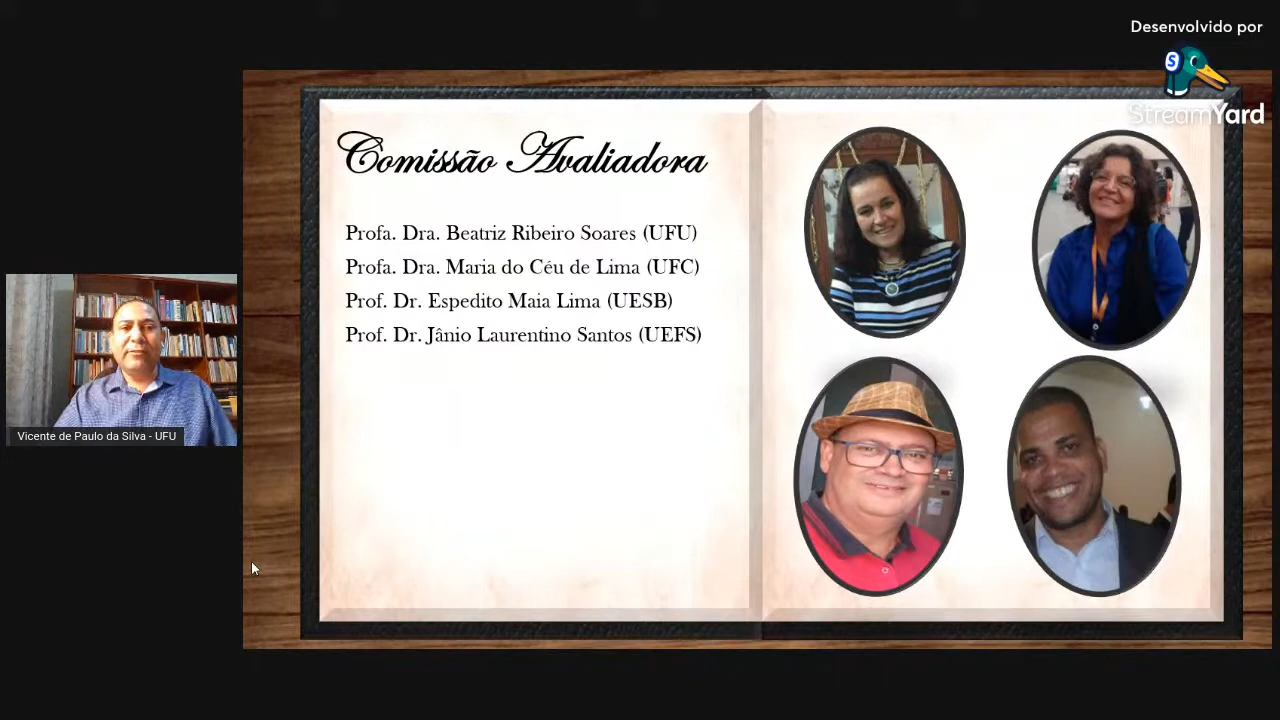 Desenvolvido por
StreamYard
Comissão Avaliadora
Profa. Dra. Beatriz Ribeiro Soares (UFU)
Profa. Dra. Maria do Céu de Lima (UFC)
Prof. Dr. Espedito Maia Lima (UESB)
Prof. Dr. Jânio Laurentino Santos (UEFS)
Vicente de Paulo da Silva - UFU